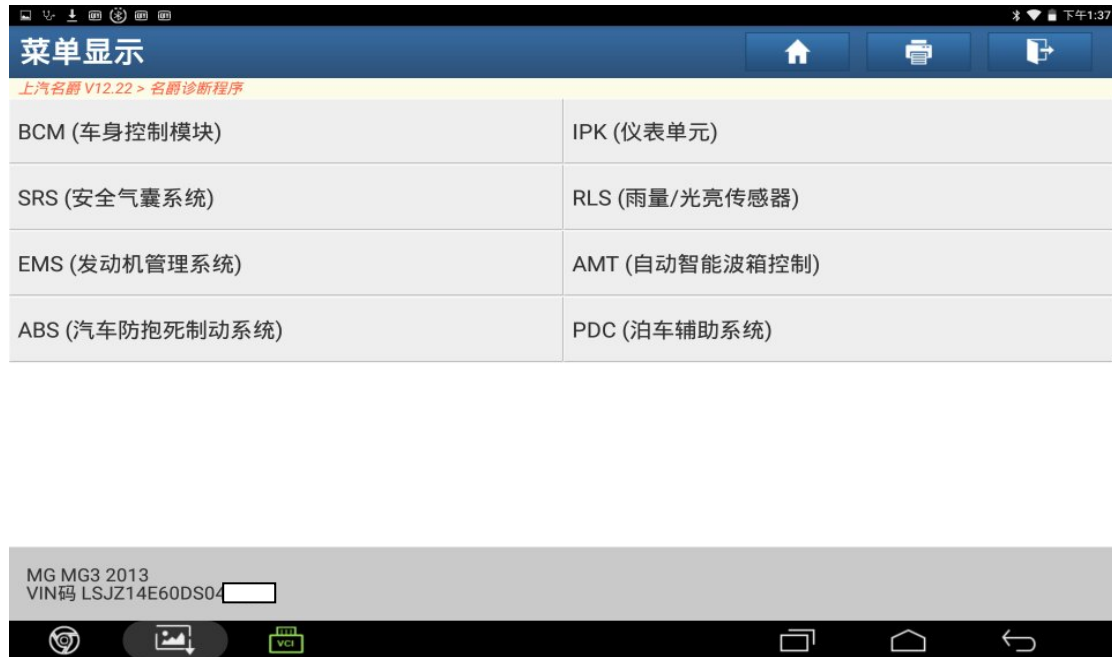 下午1:37
菜单显示
上汽名爵 V12.22 > 名爵诊断程序
BCM (车身控制模块)
IPK (仪表单元)
SRS (安全气囊系统)
RLS (雨量/光亮传感器)
EMS (发动机管理系统)
AMT (自动智能波箱控制)
ABS (汽车防抱死制动系统)
PDC (泊车辅助系统)
MG MG3 2013
VIN码 LSJZ14E60DS04
VCI